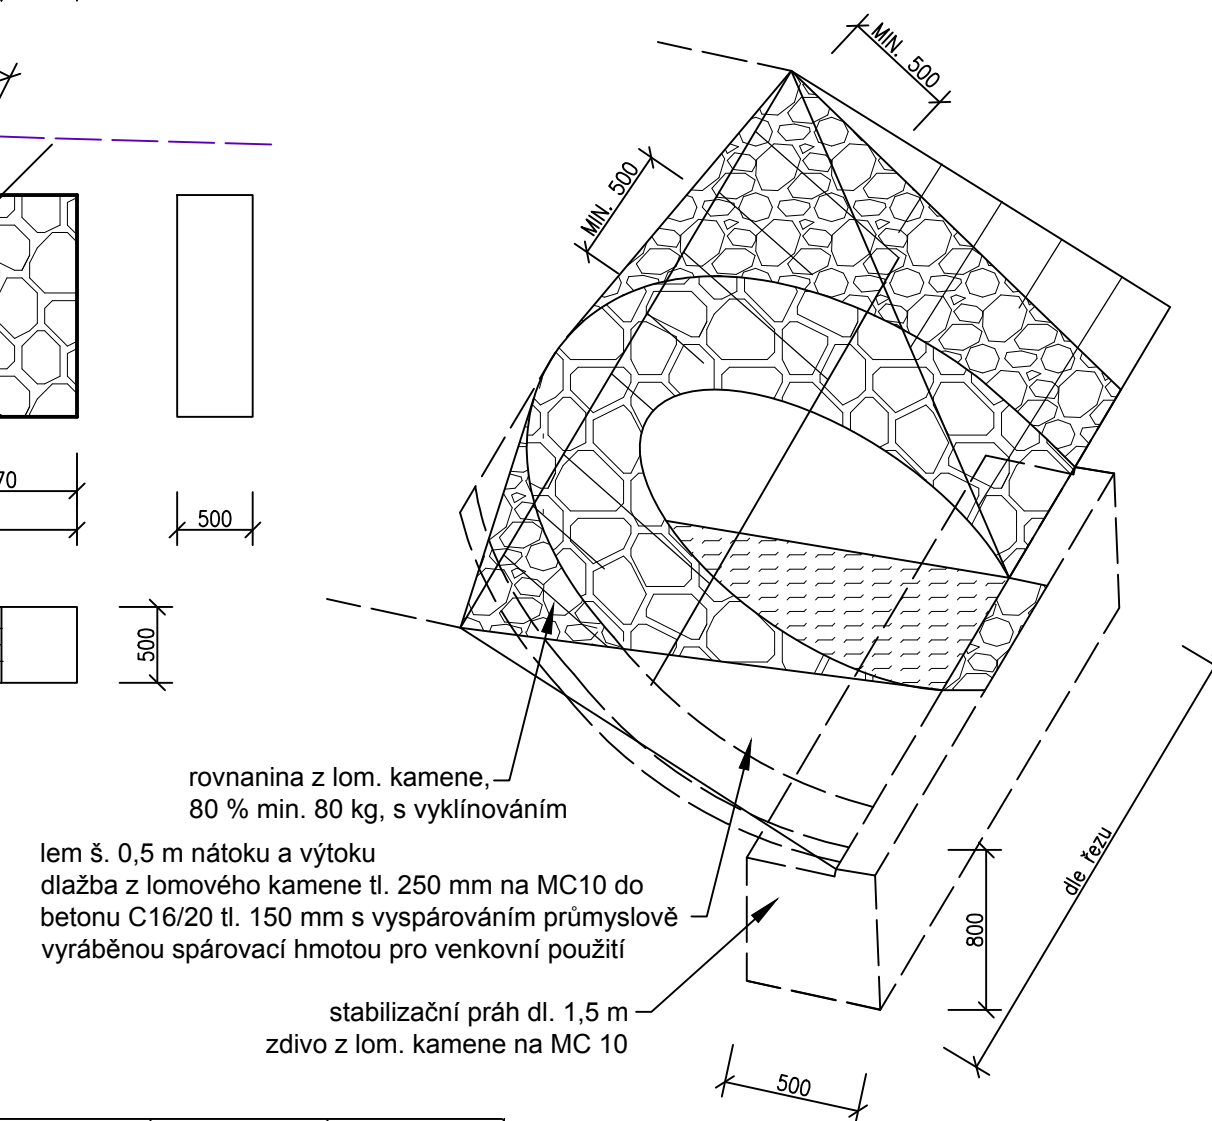 MIN. 500
MIN. 500
70
500
500
rovnanina z lom. kamene,
80 % min. 80 kg, s vyklínováním
lem š. 0,5 m nátoku a výtoku
dlažba z lomového kamene tl. 250 mm na MC10 do
betonu C16/20 tl. 150 mm s vyspárováním průmyslově
vyráběnou spárovací hmotou pro venkovní použití
dle řezu
800
stabilizační práh dl. 1,5 m
zdivo z lom. kamene na MC 10
500